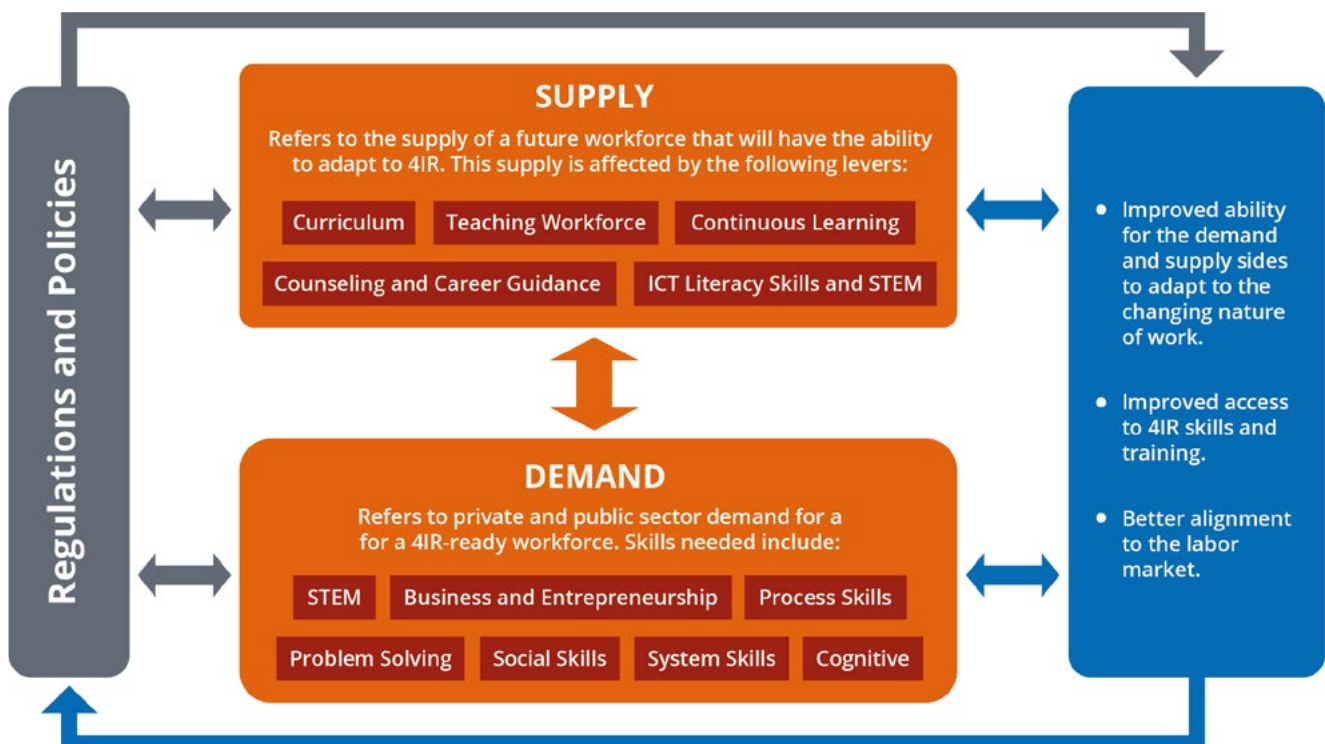 Regulations and Policies
SUPPLY
Refers to the supply of a future workforce that will have the ability
to adapt to 4IR. This supply is affected by the following levers:
Curriculum
Teaching Workforce
Continuous Learning
Counseling and Career Guidance
ICT Literacy Skills and STEM
DEMAND
Refers to private and public sector demand for a
for a 4IR-ready workforce. Skills needed include:
STEM
Business and Entrepreneurship
Process Skills
Problem Solving
Social Skills
System Skills
Cognitive
• Improved ability
for the demand
and supply sides
to adapt to the
changing nature
of work.
• Improved access
to 4IR skills and
training.
• Better alignment
to the labor
market.